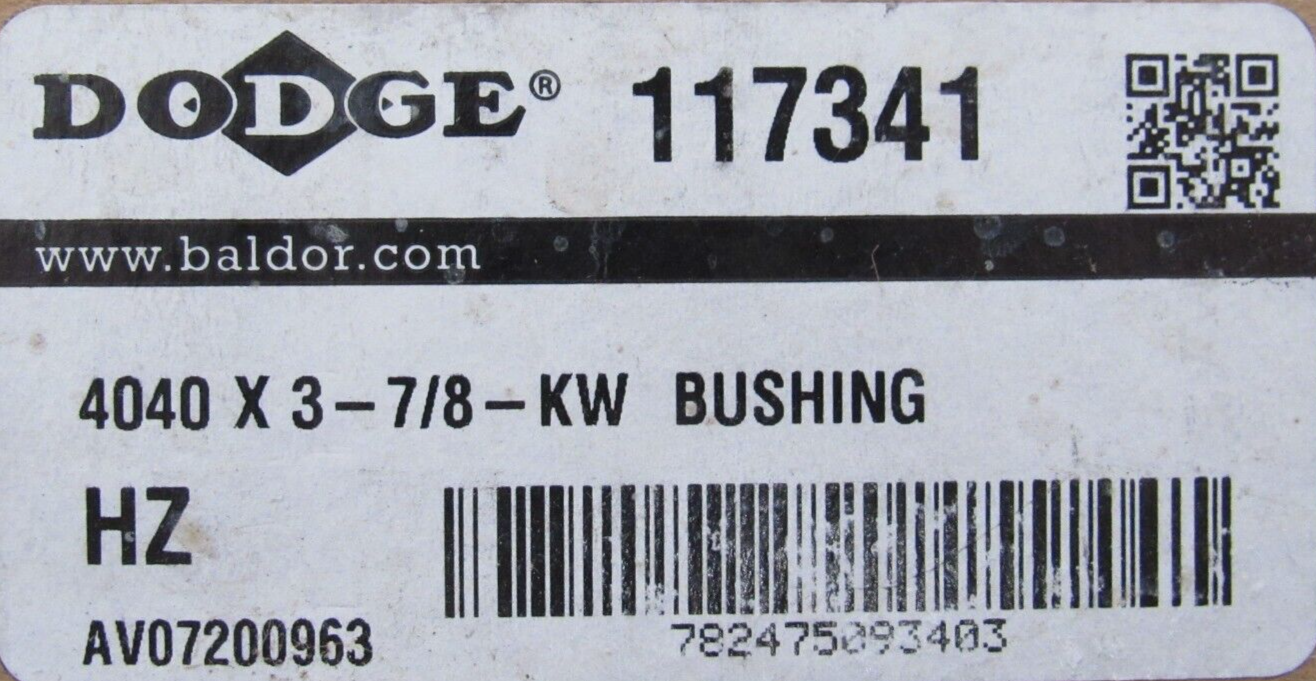 DODGE® 117341
www.baldor.com
4040 X 3-7/8-KW BUSHING
HZ
AV07200963
782475093403